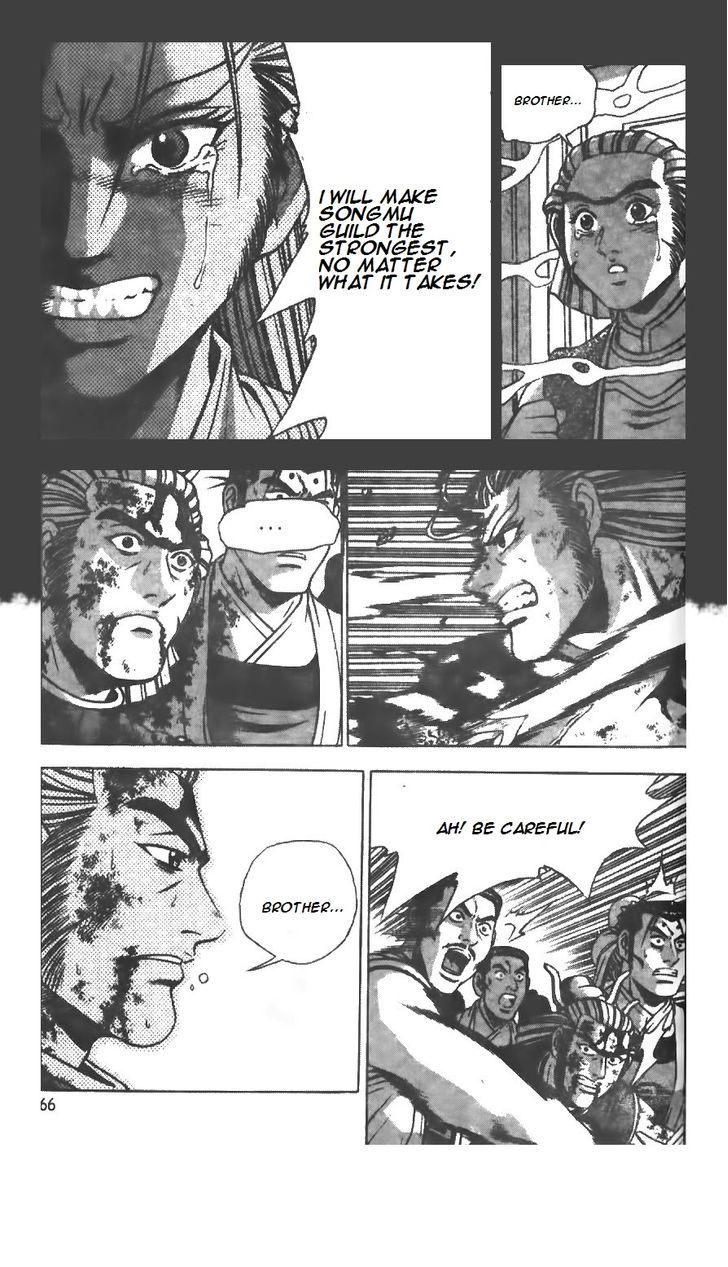 I WILL MAKE
SONGMU
GUILD THE
STRONGEST,
NO MATTER
WHAT IT TAKES!
BROTHER...
...
BROTHER...
AH! BE CAREFUL!
66